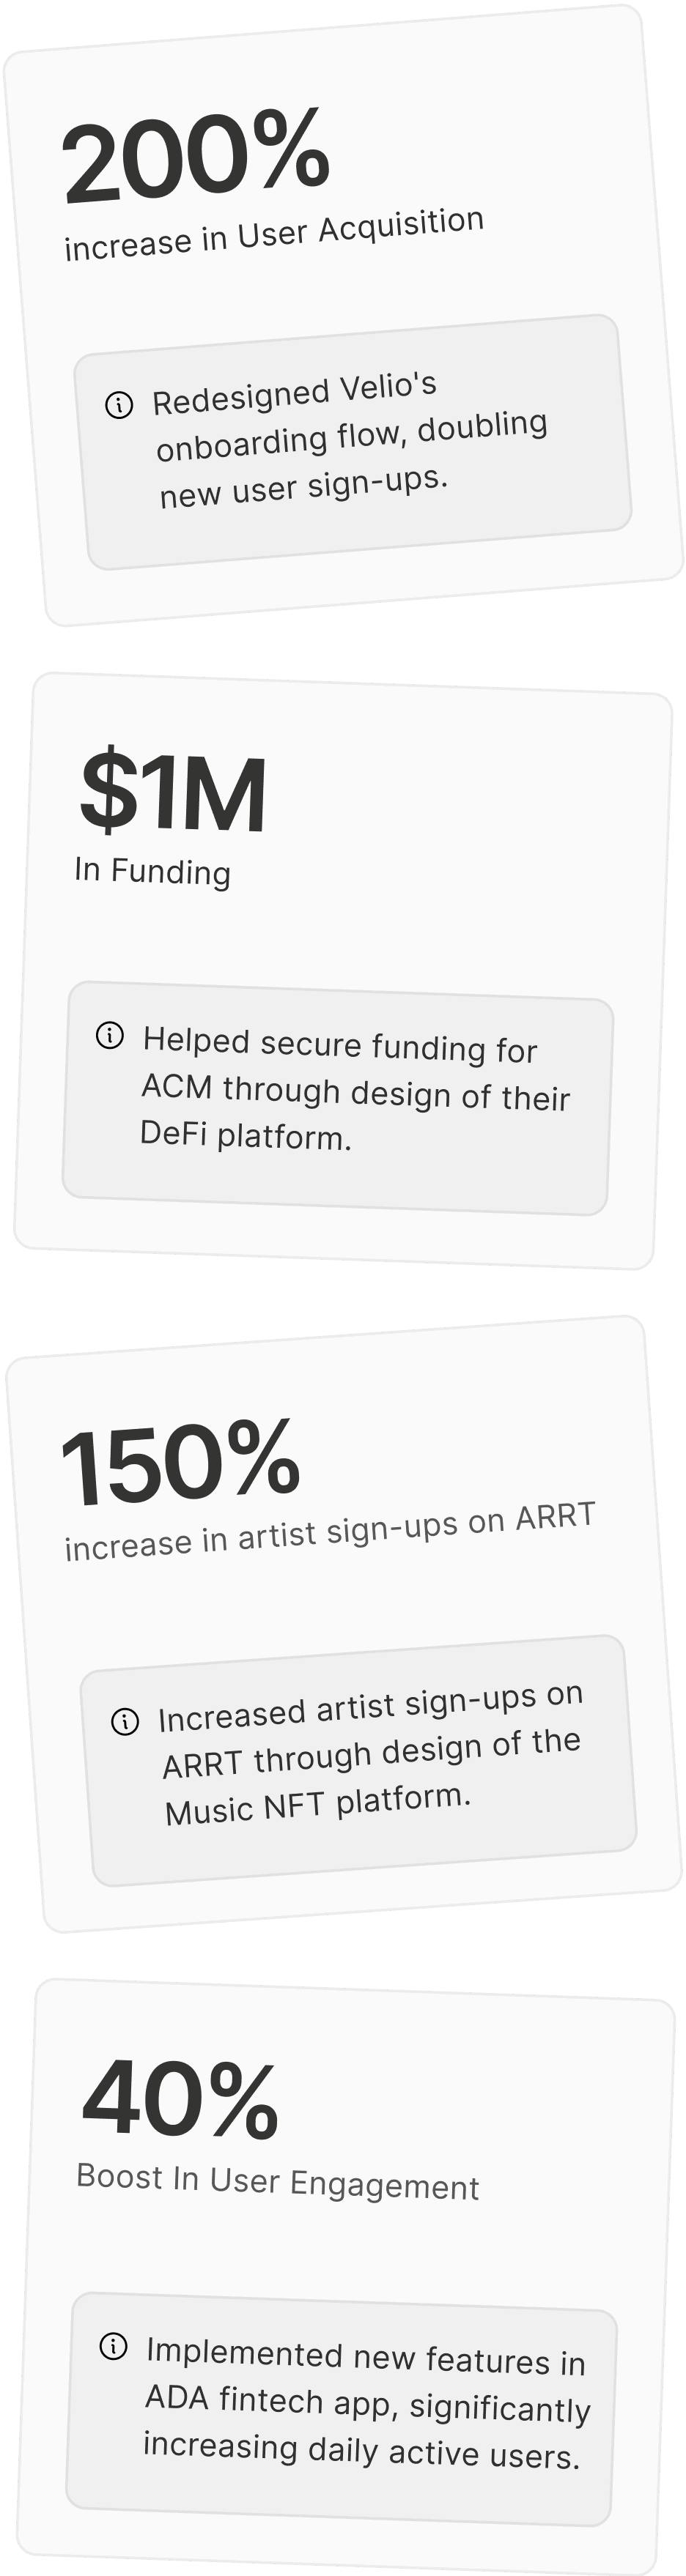 200%
increase in User Acquisition
Redesigned Velio's
onboarding flow, doubling
new user sign-ups.
$1M
In Funding
Helped secure funding for
ACM through design of their
DeFi platform.
150%
increase in artist sign-ups on ARRT
Increased artist sign-ups on
ARRT through design of the
Music NFT platform.
40%
Boost In User Engagement
Implemented new features in
ADA fintech app, significantly
increasing daily active users.